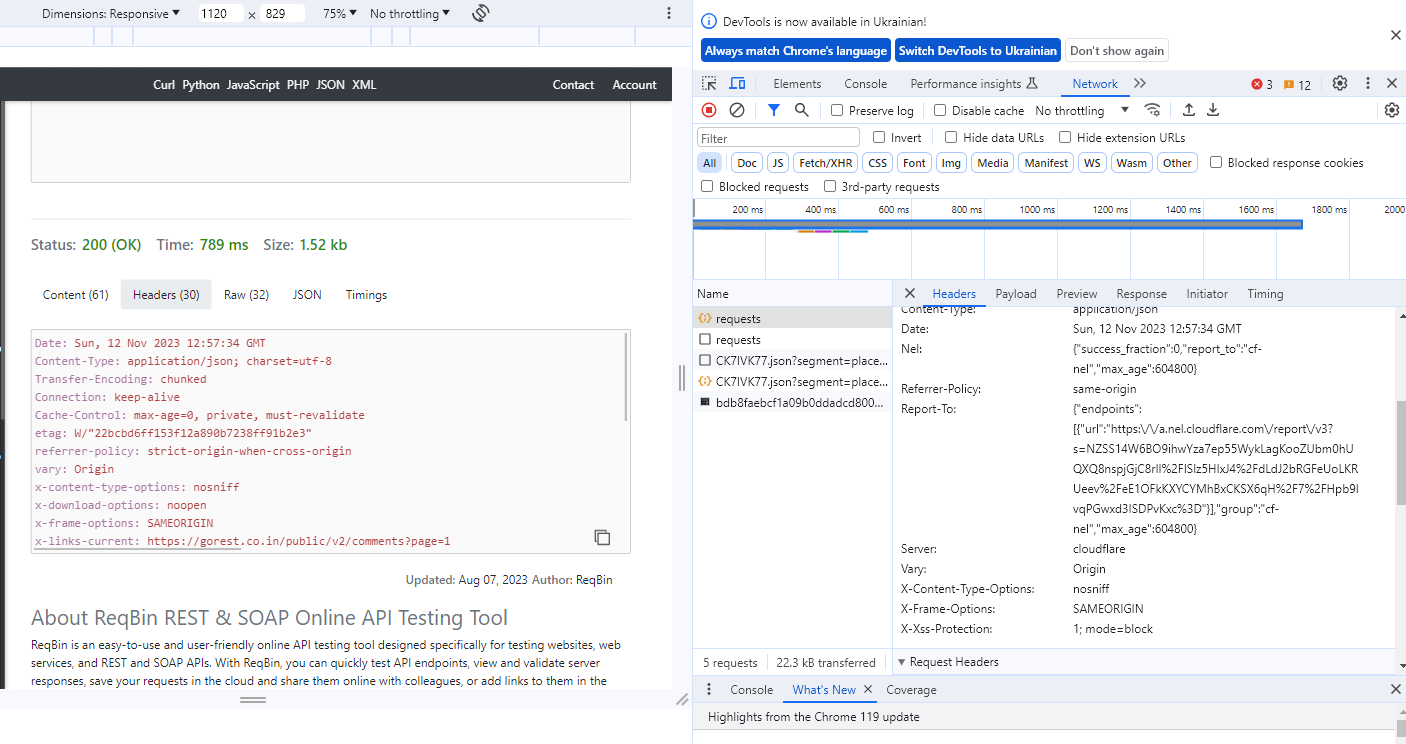 Dimensions: Responsive 1120 x 829 75% No throttling
Curl Python JavaScript PHP JSON XML Contact Account
Status: 200 (OK) Time: 789 ms Size: 1.52 kb
Content (61) Headers (30) Raw (32) JSON Timings
Date: Sun, 12 Nov 2023 12:57:34 GMT
Content-Type: application/json; charset=utf-8
Transfer-Encoding: chunked
Connection: keep-alive
Cache-Control: max-age=0, private, must-revalidate
etag: W/"22bcbd6ff153f12a890b7238ff91b2e3"
referrer-policy: strict-origin-when-cross-origin
vary: Origin
x-content-type-options: nosniff
x-download-options: noopen
x-frame-options: SAMEORIGIN
x-links-current: https://gorest.co.in/public/v2/comments?page=1
Updated: Aug 07, 2023 Author: ReqBin
About ReqBin REST & SOAP Online API Testing Tool
ReqBin is an easy-to-use and user-friendly online API testing tool designed specifically for testing websites, web
services, and REST and SOAP APIs. With ReqBin, you can quickly test API endpoints, view and validate server
responses, save your requests in the cloud and share them online with colleagues, or add links to them in the
DevTools is now available in Ukrainian!
Always match Chrome's language Switch DevTools to Ukrainian Don't show again
Elements Console Performance insights Network 3 12
Preserve log Disable cache No throttling
Filter Invert Hide data URLs Hide extension URLs
All Doc JS Fetch/XHR CSS Font Img Media Manifest WS Wasm Other Blocked response cookies
Blocked requests 3rd-party requests
200 ms 400 ms 600 ms 800 ms 1000 ms 1200 ms 1400 ms 1600 ms 1800 ms 2000
Name
requests
requests
CK7IVK77.json?segment=place...
CK7IVK77.json?segment=place...
bdb8faebcf1a09b0ddadcd800...
5 requests 22.3 kB transferred
Headers Payload Preview Response Initiator Timing
Content-Type: application/json
Date: Sun, 12 Nov 2023 12:57:34 GMT
Nel: {"success_fraction":0,"report_to":"cf-
nel","max_age":604800}
Referrer-Policy: same-origin
Report-To: {"endpoints":
[{"url":"https:\/\/a.nel.cloudflare.com\/report\/v3?
s=NZSS14W6BO9ihwYza7ep55WykLagKooZUbm0hU
QXQ8nspjGjC8rlI%2FISIz5HlxJ4%2FdLdJ2bRGFeUoLKR
Ueev%2FeE1OFkKXYCYMhBxCKSX6qH%2F7%2FHpb9I
vqPGwxd3ISDPvKxc%3D"}],"group":"cf-
nel","max_age":604800}
Server: cloudflare
Vary: Origin
X-Content-Type-Options: nosniff
X-Frame-Options: SAMEORIGIN
X-Xss-Protection: 1; mode=block
Request Headers
Console What's New Coverage
Highlights from the Chrome 119 update